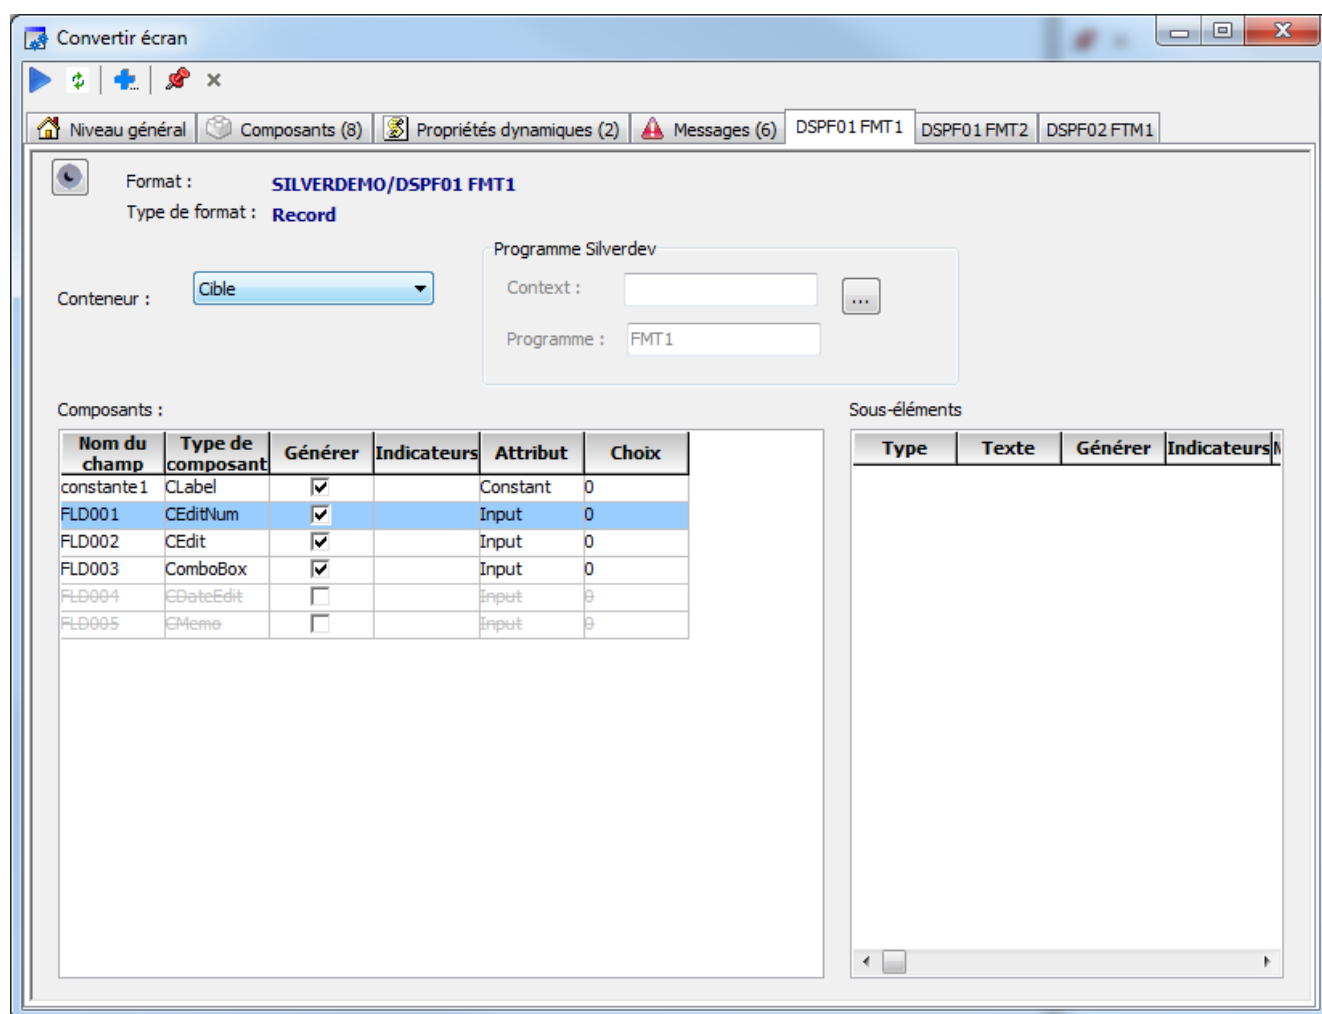 Convertir écran
Niveau général Composants (8) Propriétés dynamiques (2) Messages (6) DSPF01 FMT1 DSPF01 FMT2 DSPF02 FTM1
Format : SILVERDEMO/DSPF01 FMT1
Type de format : Record
Programme Silverdev
Conteneur : Cible Context : ...
Programme : FMT1
Composants : Sous-éléments
Nom du champ Type de composant Générer Indicateurs Attribut Choix Type Texte Générer Indicateurs
constante1 CLabel Constant 0
FLD001 CEditNum Input 0
FLD002 CEdit Input 0
FLD003 ComboBox Input 0
FLD004 CDateEdit Input 0
FLD005 CMemo Input 0